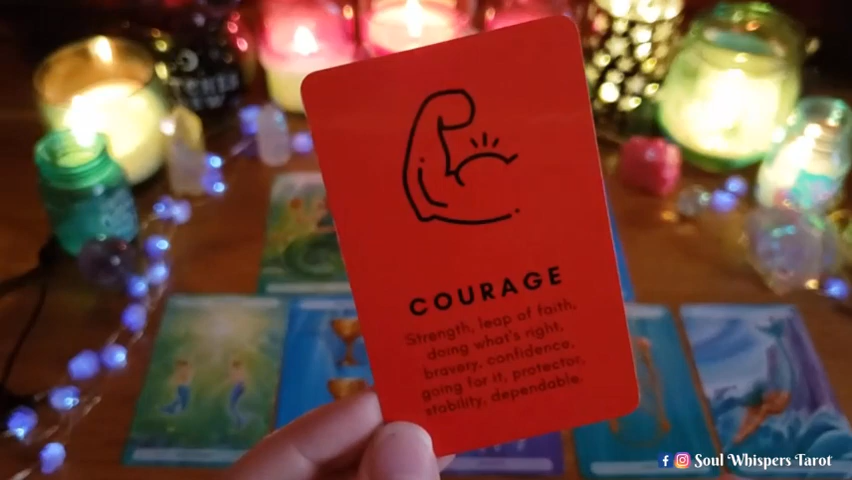 COURAGE
Strength, leap of faith,
doing what's right,
bravery, confidence,
going for it, protector,
stability, dependable.
Soul Whispers Tarot